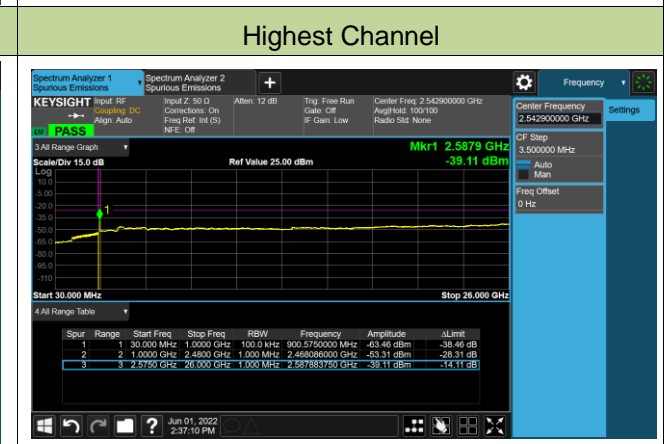 Highest Channel
Spectrum Analyzer 1
Spurious Emissions
Spectrum Analyzer 2
Spurious Emissions
+
Frequency
KEYSIGHT
Input: RF
Coupling: DC
Align: Auto
Input Z: 50 Ω
Corrections: On
Freq Ref: Int (S)
NFE: Off
Atten: 12 dB
Trig: Free Run
Gate: Off
IF Gain: Low
Center Freq: 2.542900000 GHz
Avg|Hold: 100/100
Radio Std: None
PASS
Center Frequency
2.542900000 GHz
Settings
CF Step
3.500000 MHz
Auto
Man
Freq Offset
0 Hz
3 All Range Graph
Mkr1 2.5879 GHz
Scale/Div 15.0 dB
Ref Value 25.00 dBm
-39.11 dBm
Log
10.0
-5.00
-20.0
-35.0
-50.0
-65.0
-80.0
-95.0
-110
1
Start 30.000 MHz
Stop 26.000 GHz
4 All Range Table
Spur Range Start Freq Stop Freq RBW Frequency Amplitude ΔLimit
1 1 30.000 MHz 1.0000 GHz 100.0 kHz 900.5750000 MHz -63.46 dBm -38.46 dB
2 2 1.0000 GHz 2.4800 GHz 1.000 MHz 2.468086000 GHz -53.31 dBm -28.31 dB
3 3 2.5750 GHz 26.000 GHz 1.000 MHz 2.587883750 GHz -39.11 dBm -14.11 dB
?
Jun 01, 2022
2:37:10 PM